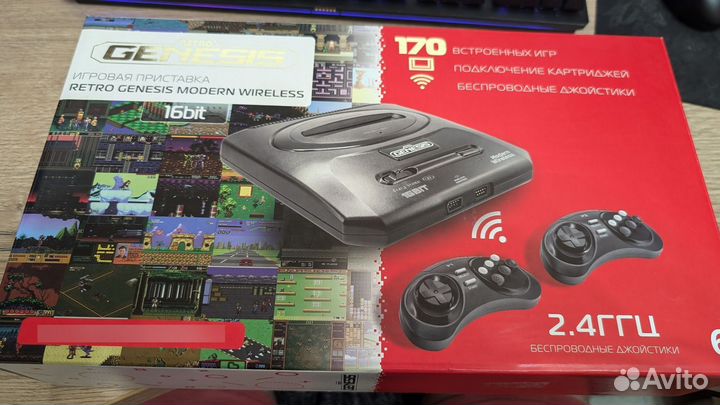 RETRO
GENESIS
ИГРОВАЯ ПРИСТАВКА
RETRO GENESIS MODERN WIRELESS
16bit
170 ВСТРОЕННЫХ ИГР
ПОДКЛЮЧЕНИЕ КАРТРИДЖЕЙ
БЕСПРОВОДНЫЕ ДЖОЙСТИКИ
GENESIS
Modern
Wireless
16BIT
2.4ГГЦ
БЕСПРОВОДНЫЕ ДЖОЙСТИКИ
Avito